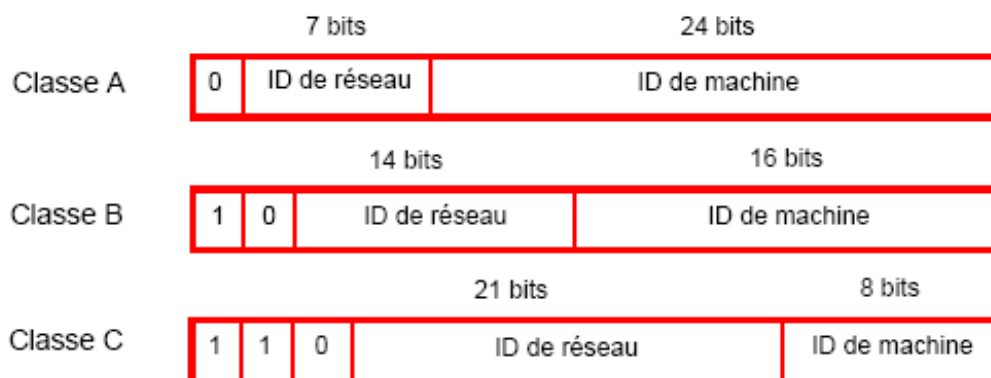 7 bits 24 bits
Classe A 0 ID de réseau ID de machine
14 bits 16 bits
Classe B 1 0 ID de réseau ID de machine
21 bits 8 bits
Classe C 1 1 0 ID de réseau ID de machine